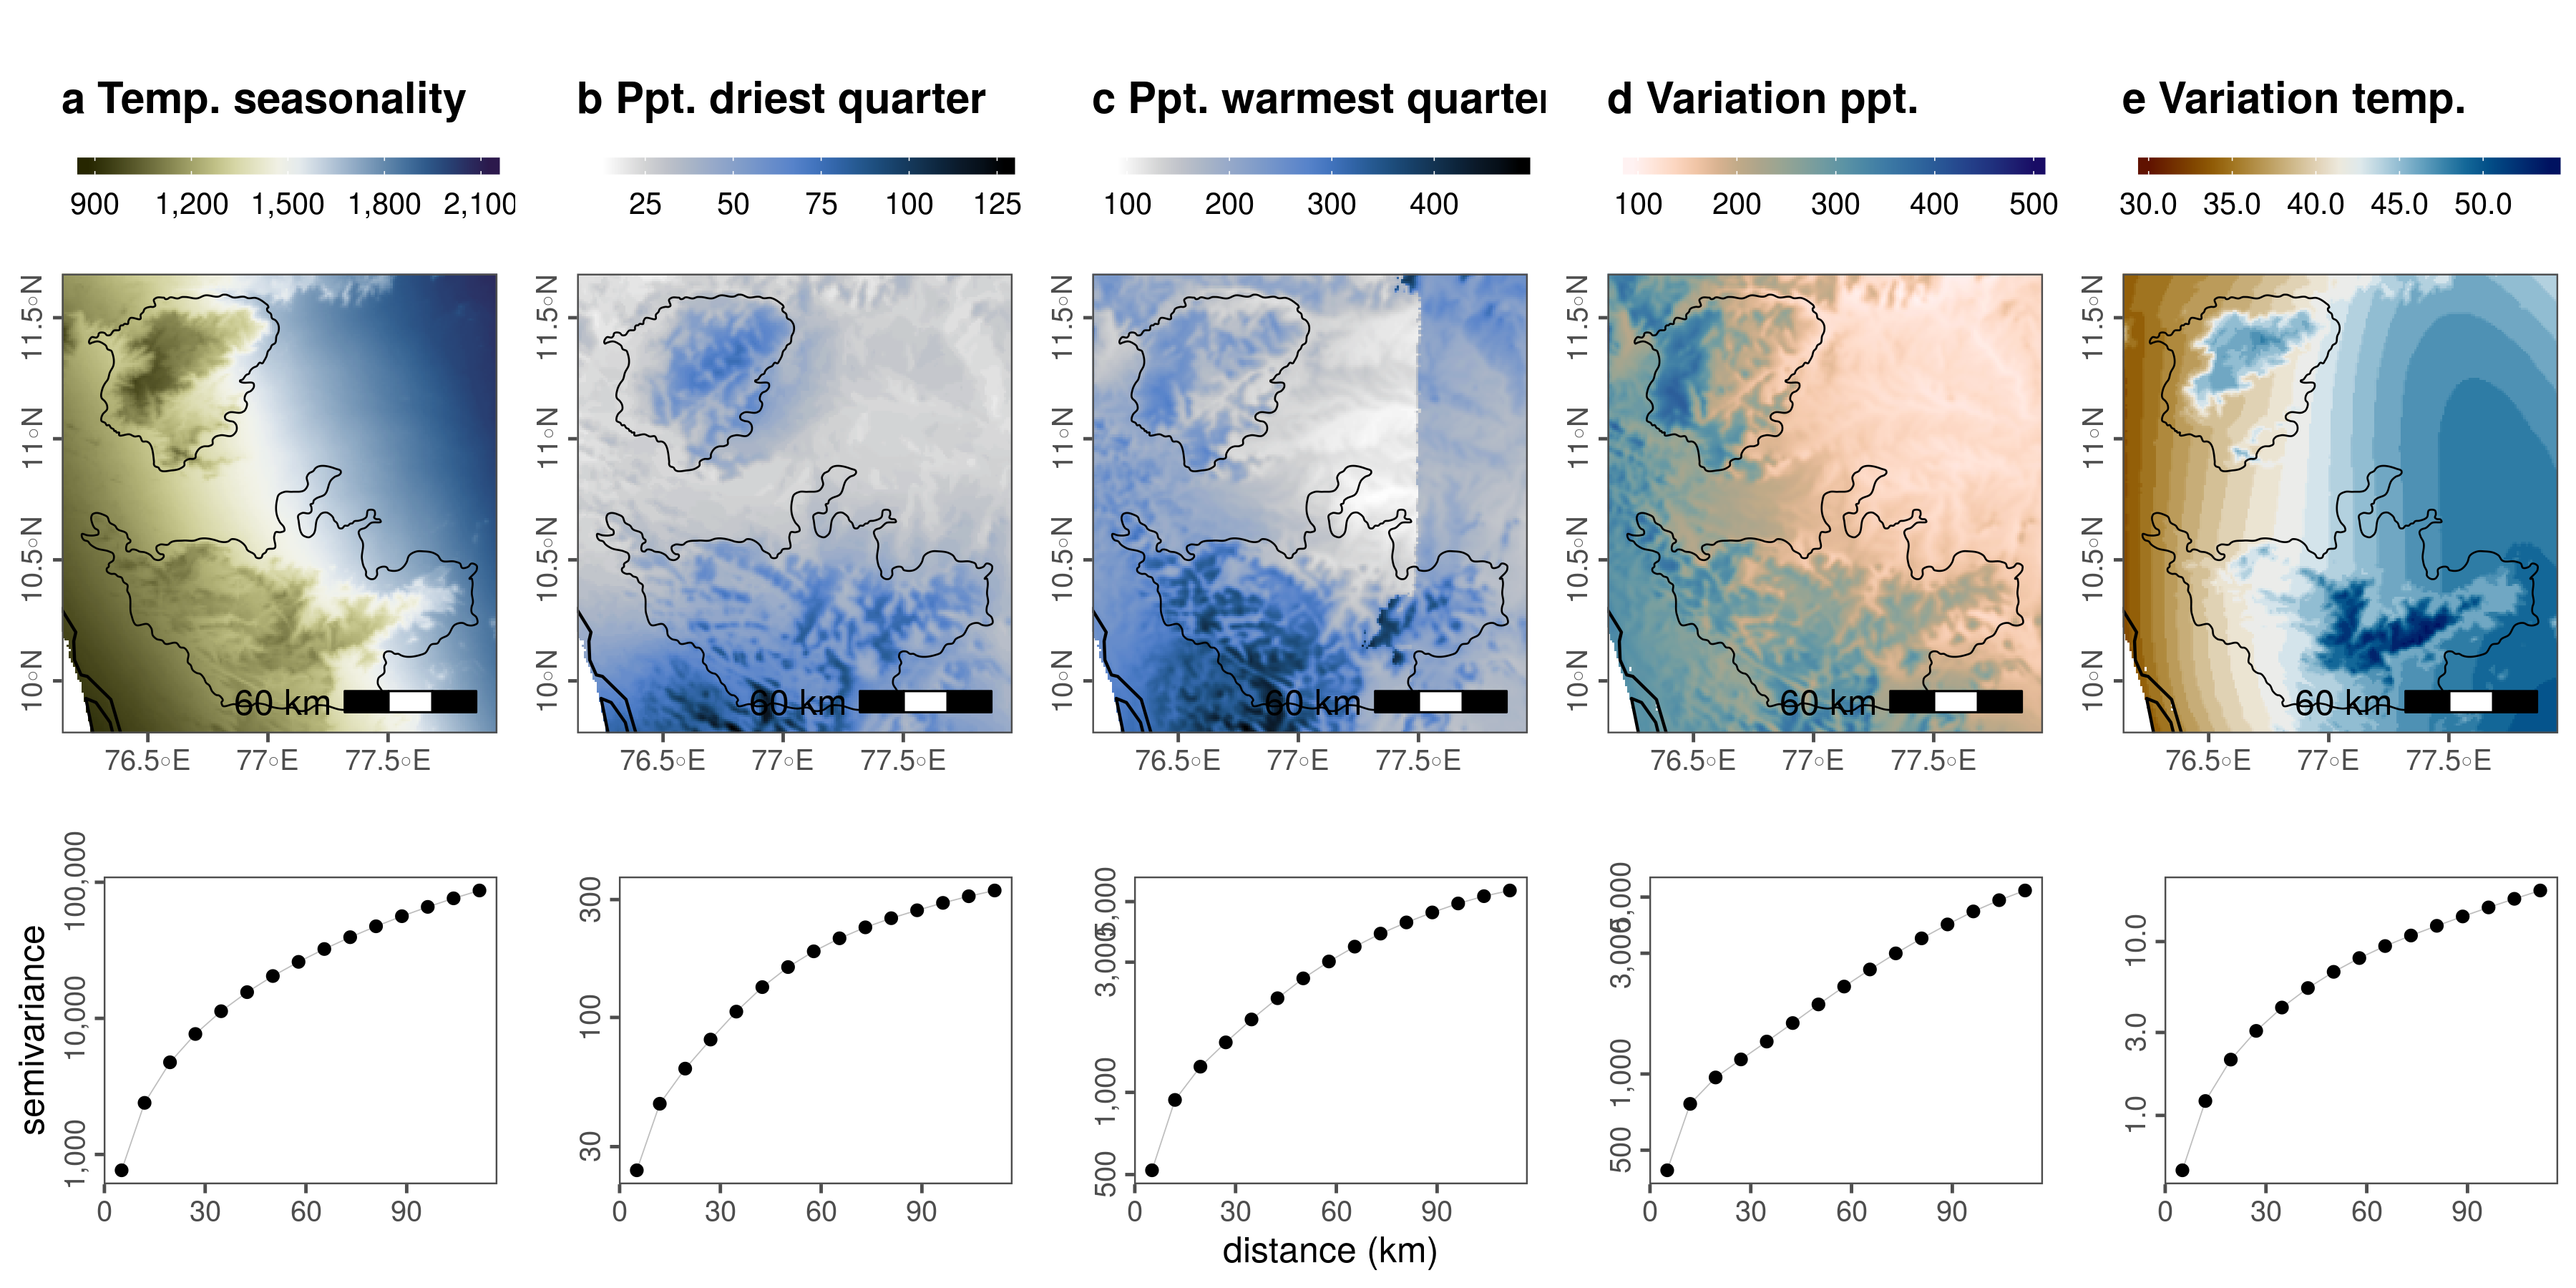 a Temp. seasonality
b Ppt. driest quarter
c Ppt. warmest quarter
d Variation ppt.
e Variation temp.
900 1,200 1,500 1,800 2,100
25 50 75 100 125
100 200 300 400
100 200 300 400 500
30.0 35.0 40.0 45.0 50.0
11.5°N
11°N
10.5°N
10°N
60 km
76.5°E 77°E 77.5°E
11.5°N
11°N
10.5°N
10°N
60 km
76.5°E 77°E 77.5°E
11.5°N
11°N
10.5°N
10°N
60 km
76.5°E 77°E 77.5°E
11.5°N
11°N
10.5°N
10°N
60 km
76.5°E 77°E 77.5°E
11.5°N
11°N
10.5°N
10°N
60 km
76.5°E 77°E 77.5°E
semivariance
100,000
10,000
1,000
0 30 60 90
300
100
30
0 30 60 90
5,000
3,000
1,000
500
0 30 60 90
5,000
3,000
1,000
500
0 30 60 90
10.0
3.0
1.0
0 30 60 90
distance (km)